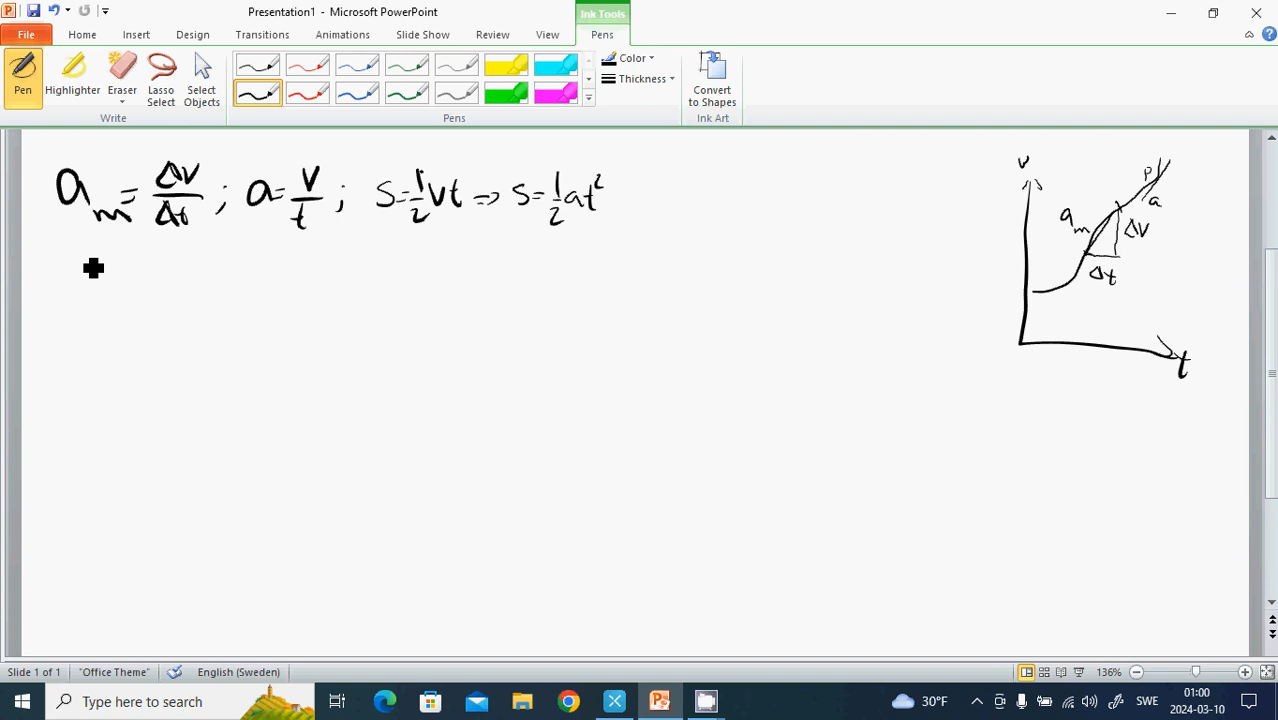 Presentation1 - Microsoft PowerPoint
Ink Tools
File Home Insert Design Transitions Animations Slide Show Review View Pens
Pen Highlighter Eraser Lasso Select Select Objects
Color
Thickness
Convert to Shapes
Write Pens Ink Art
a_m = Δv/Δt ; a = v/t ; S = 1/2 vt => S = 1/2 at²
v
P
a
a_m
Δv
Δt
t
Slide 1 of 1 "Office Theme" English (Sweden) 136%
Type here to search 30°F SWE 01:00
2024-03-10